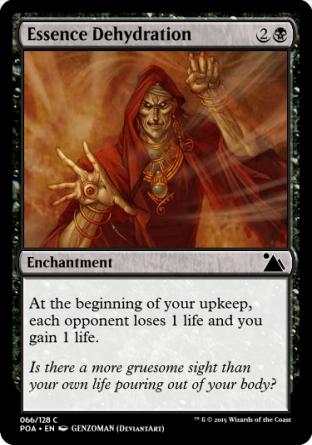 Essence Dehydration 2
Enchantment
At the beginning of your upkeep,
each opponent loses 1 life and you
gain 1 life.
Is there a more gruesome sight than
your own life pouring out of your body?
066/128 C
POA • EN GENZOMAN (DEVIANTART)
™ & © 2015 Wizards of the Coast